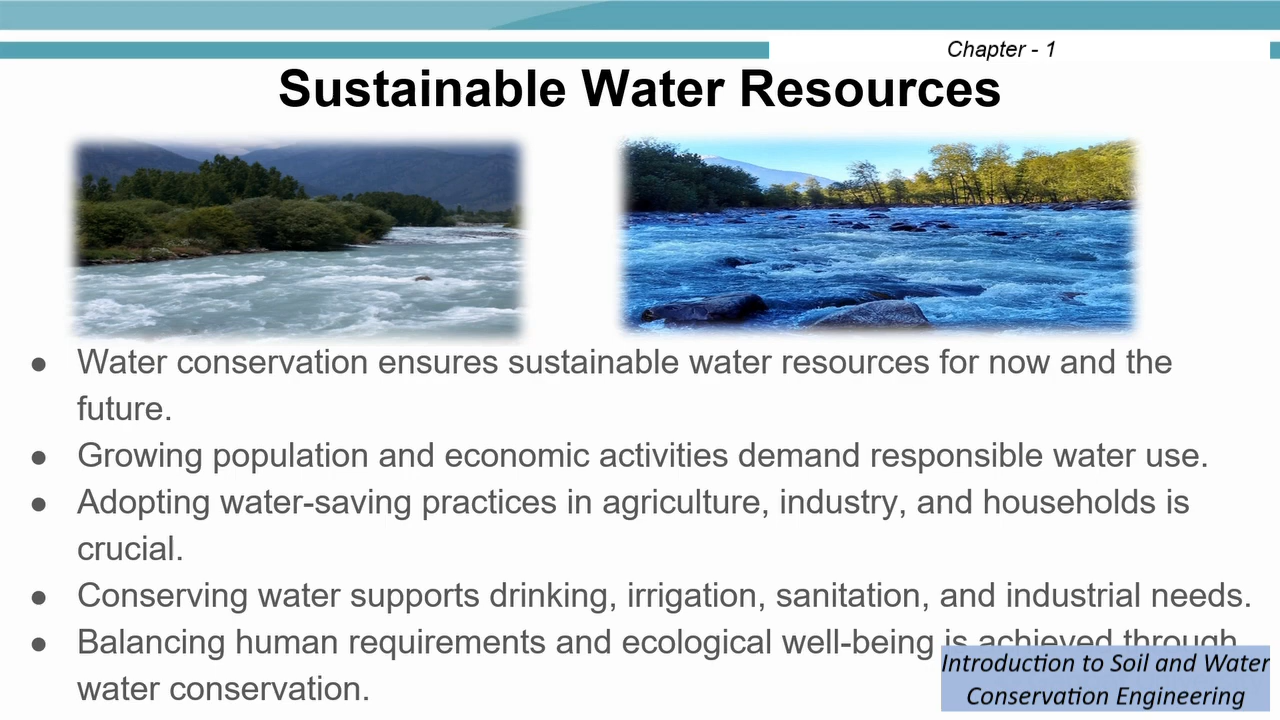 Chapter - 1
Sustainable Water Resources
● Water conservation ensures sustainable water resources for now and the
future.
● Growing population and economic activities demand responsible water use.
● Adopting water-saving practices in agriculture, industry, and households is
crucial.
● Conserving water supports drinking, irrigation, sanitation, and industrial needs.
● Balancing human requirements and ecological well-being is achieved through
water conservation.
Introduction to Soil and Water
Conservation Engineering